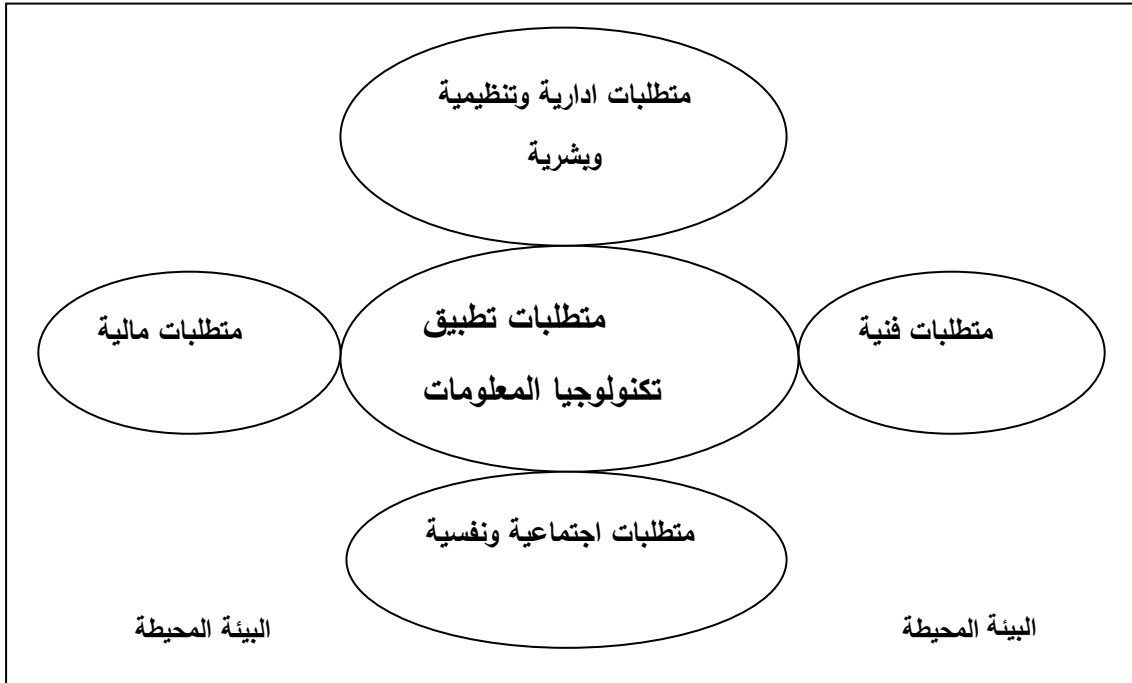 متطلبات ادارية وتنظيمية
وبشرية
متطلبات فنية
متطلبات تطبيق
تكنولوجيا المعلومات
متطلبات مالية
متطلبات اجتماعية ونفسية
البيئة المحيطة
البيئة المحيطة